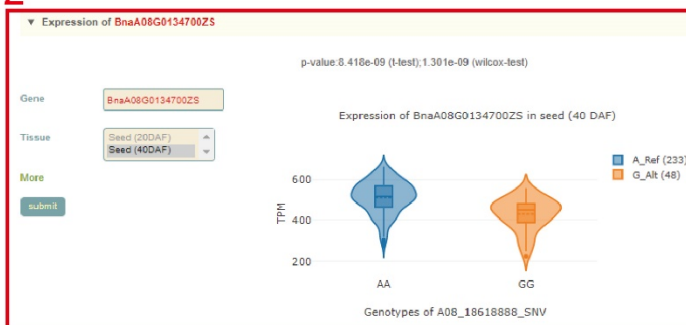 ▼ Expression of BnaA08G0134700ZS
p-value:8.418e-09 (t-test);1.301e-09 (wilcox-test)
Gene
BnaA08G0134700ZS
Tissue
Seed (20DAF)
Seed (40DAF)
More
submit
Expression of BnaA08G0134700ZS in seed (40 DAF)
A_Ref (233)
G_Alt (48)
TPM
600
400
200
AA
GG
Genotypes of A08_18618888_SNV